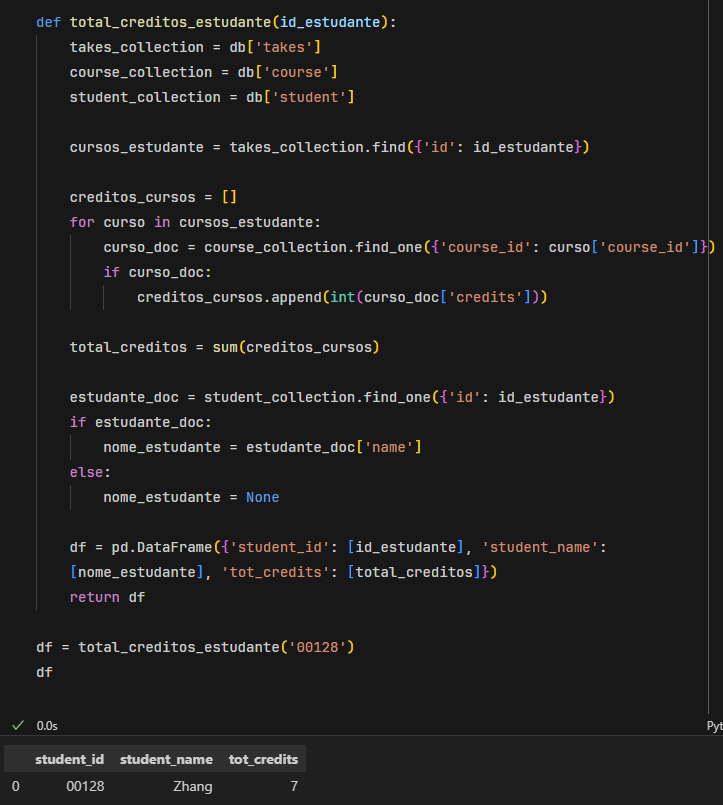 def total_creditos_estudante(id_estudante):
    takes_collection = db['takes']
    course_collection = db['course']
    student_collection = db['student']

    cursos_estudante = takes_collection.find({'id': id_estudante})

    creditos_cursos = []
    for curso in cursos_estudante:
        curso_doc = course_collection.find_one({'course_id': curso['course_id']})
        if curso_doc:
            creditos_cursos.append(int(curso_doc['credits']))

    total_creditos = sum(creditos_cursos)

    estudante_doc = student_collection.find_one({'id': id_estudante})
    if estudante_doc:
        nome_estudante = estudante_doc['name']
    else:
        nome_estudante = None

    df = pd.DataFrame({'student_id': [id_estudante], 'student_name':
    [nome_estudante], 'tot_credits': [total_creditos]})
    return df

df = total_creditos_estudante('00128')
df
0.0s Pyt
student_id student_name tot_credits
0 00128 Zhang 7